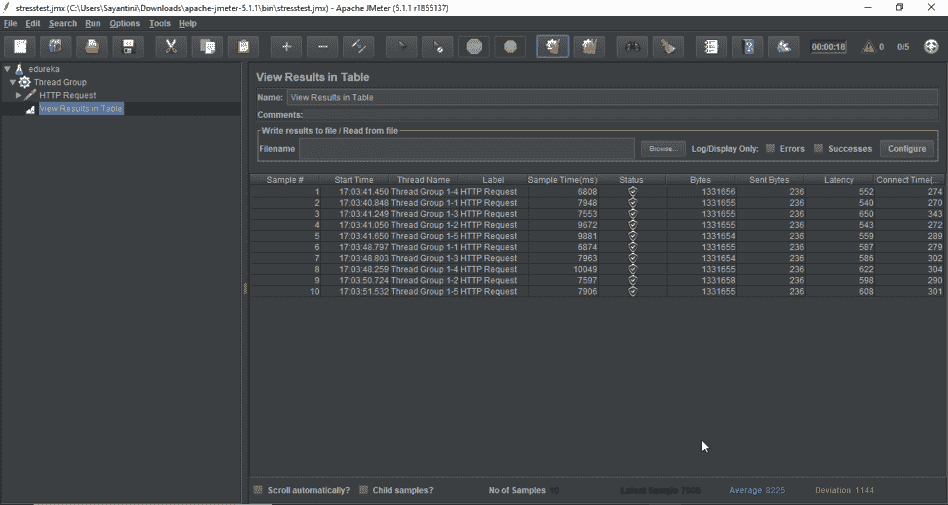 stresstest.jmx (C:\Users\Sayantini\Downloads\apache-jmeter-5.1.1\bin\stresstest.jmx) - Apache JMeter (5.1.1 r1855137)
File Edit Search Run Options Tools Help
00:00:18 0 0/5
edureka
Thread Group
HTTP Request
View Results in Table
View Results in Table
Name: View Results in Table
Comments:
Write results to file / Read from file
Filename Browse... Log/Display Only: Errors Successes Configure
Sample # Start Time Thread Name Label Sample Time(ms) Status Bytes Sent Bytes Latency Connect Time(...
1 17:03:41.450 Thread Group 1-4 HTTP Request 6808 1331656 236 552 274
2 17:03:40.848 Thread Group 1-1 HTTP Request 7948 1331655 236 540 270
3 17:03:41.249 Thread Group 1-3 HTTP Request 7553 1331655 236 650 343
4 17:03:41.050 Thread Group 1-2 HTTP Request 9672 1331655 236 543 272
5 17:03:41.650 Thread Group 1-5 HTTP Request 9881 1331654 236 559 289
6 17:03:48.797 Thread Group 1-1 HTTP Request 6874 1331655 236 587 279
7 17:03:48.803 Thread Group 1-3 HTTP Request 7963 1331654 236 586 302
8 17:03:48.259 Thread Group 1-4 HTTP Request 10049 1331654 236 622 304
9 17:03:50.724 Thread Group 1-2 HTTP Request 7597 1331658 236 598 290
10 17:03:51.532 Thread Group 1-5 HTTP Request 7906 1331655 236 608 301
Scroll automatically? Child samples? No of Samples 10 Latest Sample 7906 Average 8225 Deviation 1144